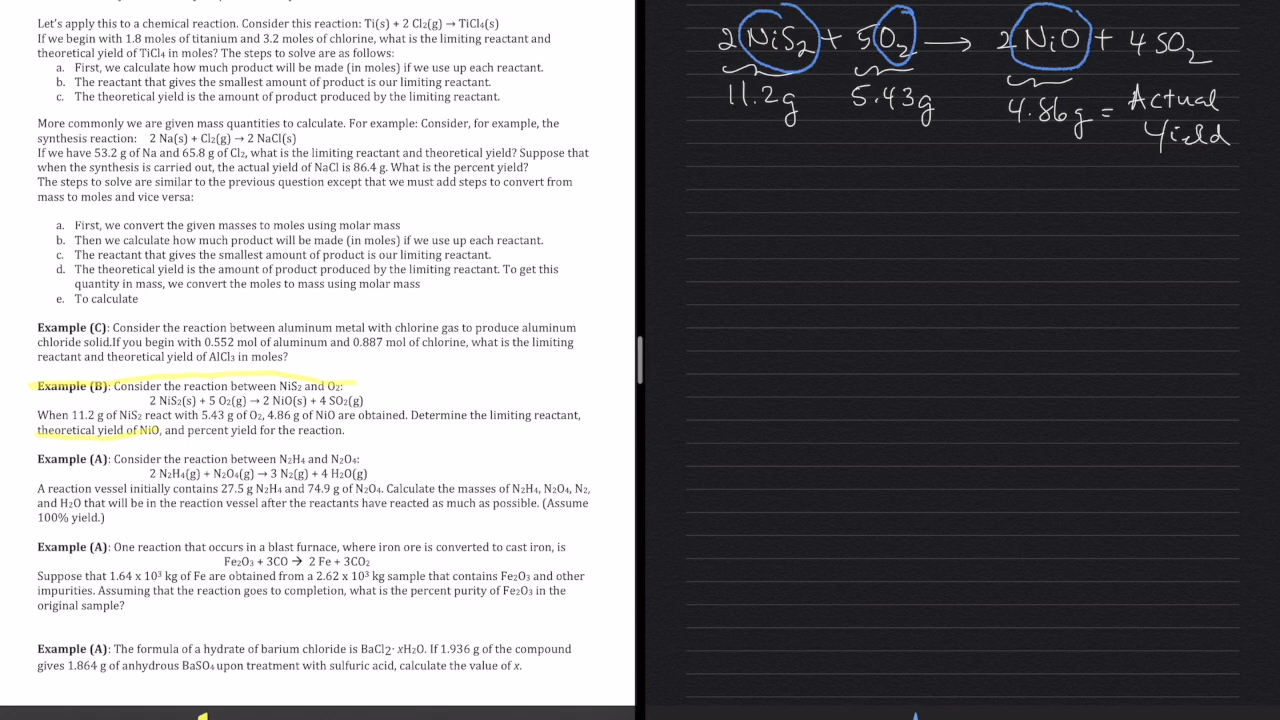 Let's apply this to a chemical reaction. Consider this reaction: Ti(s) + 2 Cl₂(g) → TiCl₄(s)
If we begin with 1.8 moles of titanium and 3.2 moles of chlorine, what is the limiting reactant and
theoretical yield of TiCl₄ in moles? The steps to solve are as follows:
a. First, we calculate how much product will be made (in moles) if we use up each reactant.
b. The reactant that gives the smallest amount of product is our limiting reactant.
c. The theoretical yield is the amount of product produced by the limiting reactant.
More commonly we are given mass quantities to calculate. For example: Consider, for example, the
synthesis reaction: 2 Na(s) + Cl₂(g) → 2 NaCl(s)
If we have 53.2 g of Na and 65.8 g of Cl₂, what is the limiting reactant and theoretical yield? Suppose that
when the synthesis is carried out, the actual yield of NaCl is 86.4 g. What is the percent yield?
The steps to solve are similar to the previous question except that we must add steps to convert from
mass to moles and vice versa:
a. First, we convert the given masses to moles using molar mass
b. Then we calculate how much product will be made (in moles) if we use up each reactant.
c. The reactant that gives the smallest amount of product is our limiting reactant.
d. The theoretical yield is the amount of product produced by the limiting reactant. To get this
quantity in mass, we convert the moles to mass using molar mass
e. To calculate
Example (C): Consider the reaction between aluminum metal with chlorine gas to produce aluminum
chloride solid.If you begin with 0.552 mol of aluminum and 0.887 mol of chlorine, what is the limiting
reactant and theoretical yield of AlCl₃ in moles?
Example (B): Consider the reaction between NiS₂ and O₂:
2 NiS₂(s) + 5 O₂(g) → 2 NiO(s) + 4 SO₂(g)
When 11.2 g of NiS₂ react with 5.43 g of O₂, 4.86 g of NiO are obtained. Determine the limiting reactant,
theoretical yield of NiO, and percent yield for the reaction.
Example (A): Consider the reaction between N₂H₄ and N₂O₄:
2 N₂H₄(g) + N₂O₄(g) → 3 N₂(g) + 4 H₂O(g)
A reaction vessel initially contains 27.5 g N₂H₄ and 74.9 g of N₂O₄. Calculate the masses of N₂H₄, N₂O₄, N₂,
and H₂O that will be in the reaction vessel after the reactants have reacted as much as possible. (Assume
100% yield.)
Example (A): One reaction that occurs in a blast furnace, where iron ore is converted to cast iron, is
Fe₂O₃ + 3CO → 2 Fe + 3CO₂
Suppose that 1.64 x 10³ kg of Fe are obtained from a 2.62 x 10³ kg sample that contains Fe₂O₃ and other
impurities. Assuming that the reaction goes to completion, what is the percent purity of Fe₂O₃ in the
original sample?
Example (A): The formula of a hydrate of barium chloride is BaCl₂· xH₂O. If 1.936 g of the compound
gives 1.864 g of anhydrous BaSO₄ upon treatment with sulfuric acid, calculate the value of x.
2 NiS₂ + 5 O₂ → 2 NiO + 4 SO₂
11.2g 5.43g 4.86g = Actual
Yield